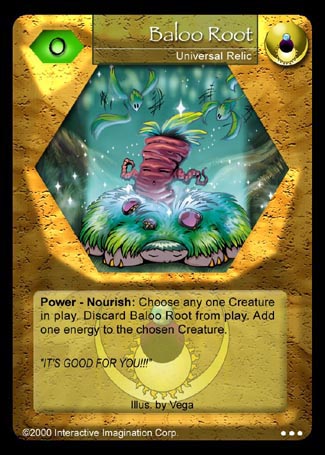 0
Baloo Root
Universal Relic
Power - Nourish: Choose any one Creature
in play. Discard Baloo Root from play. Add
one energy to the chosen Creature.
"IT'S GOOD FOR YOU!!!"
Illus. by Vega
©2000 Interactive Imagination Corp.